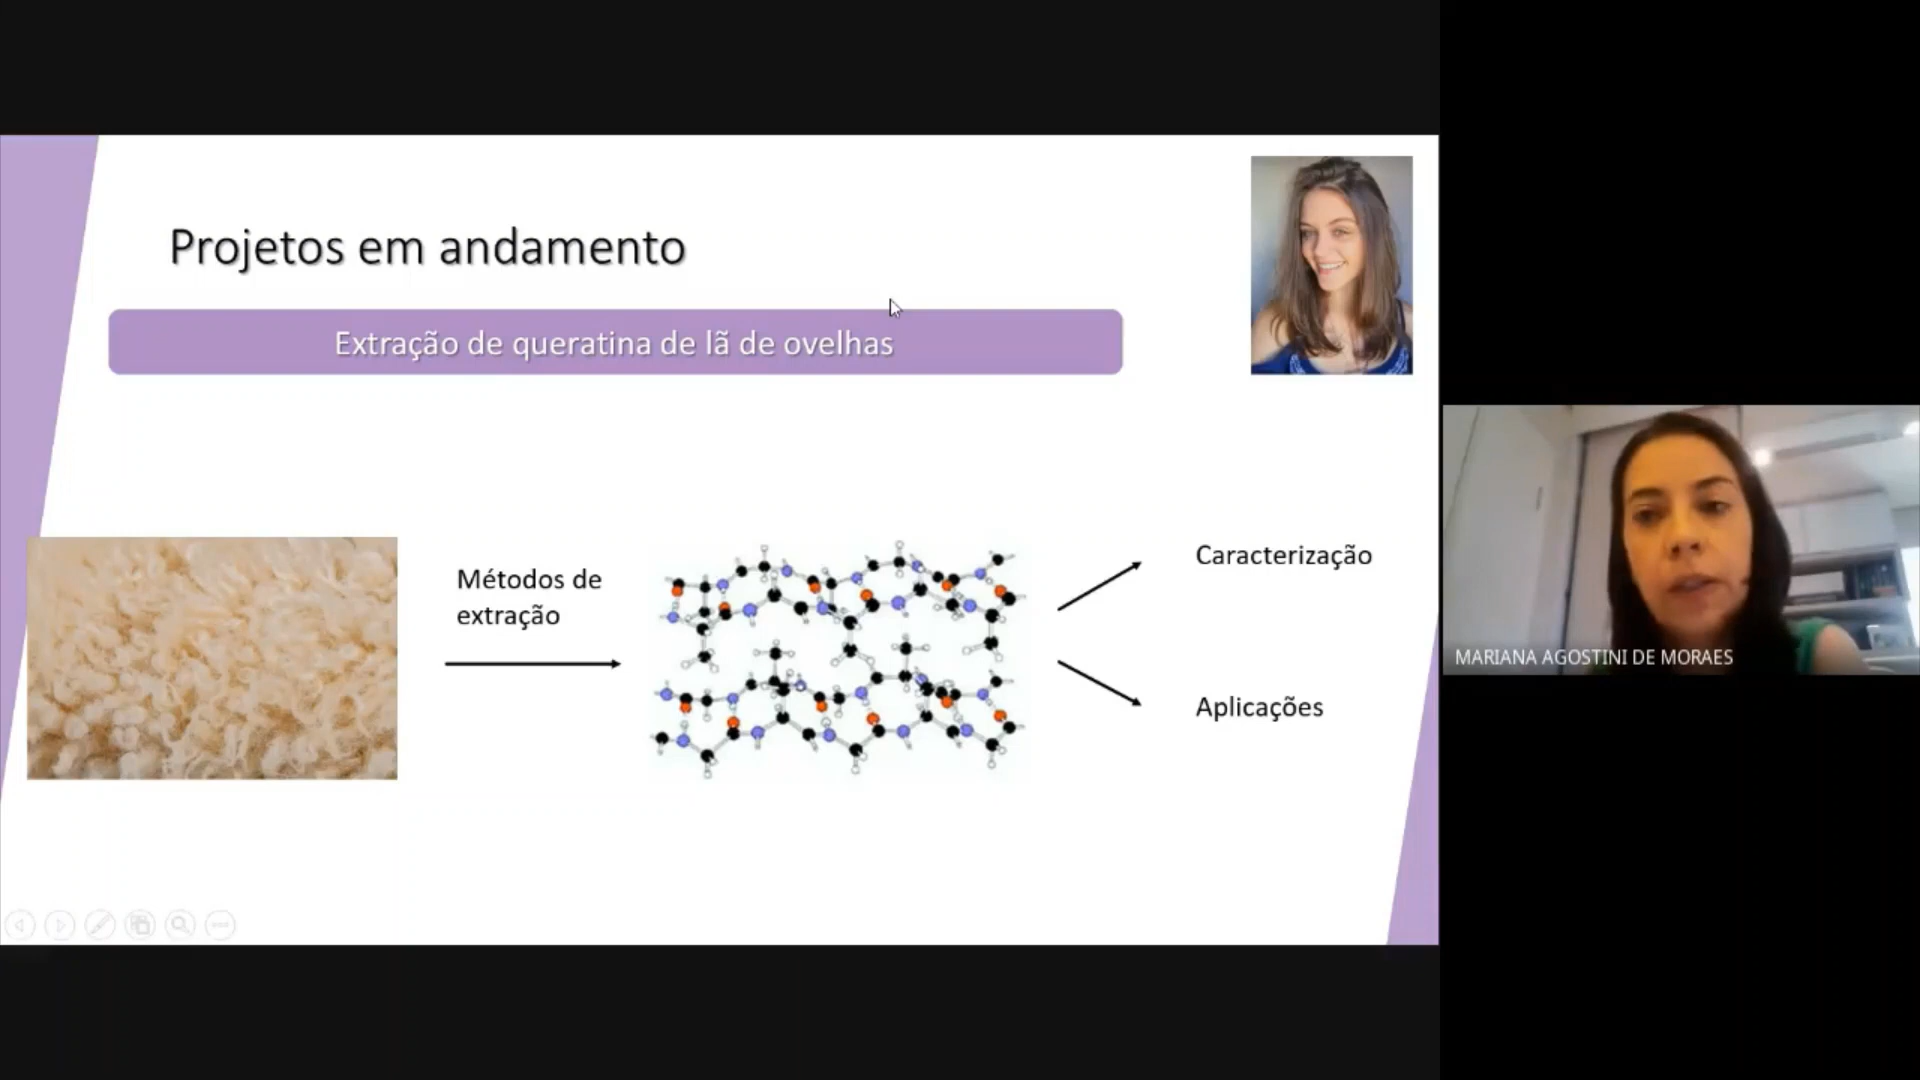 Projetos em andamento
Extração de queratina de lã de ovelhas
Métodos de
extração
Caracterização
Aplicações
MARIANA AGOSTINI DE MORAES